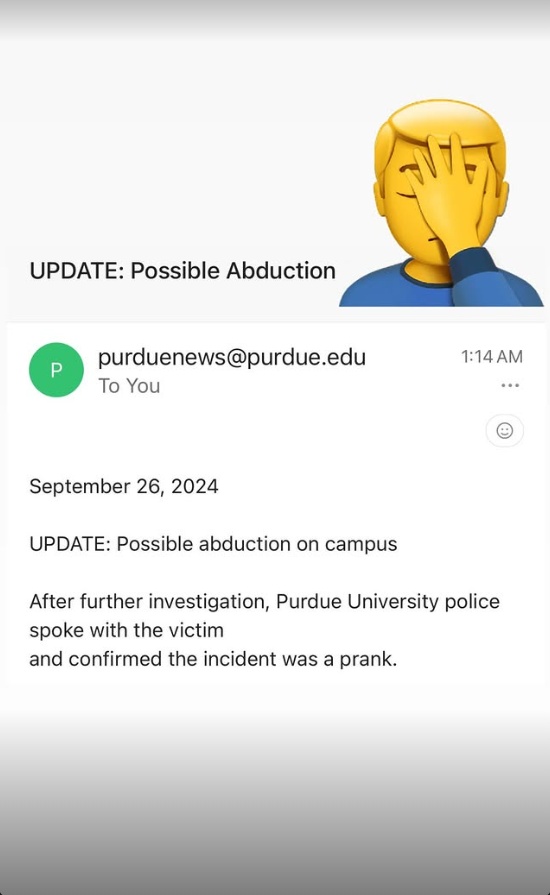 UPDATE: Possible Abduction
P
purduenews@purdue.edu
1:14 AM
To You
September 26, 2024
UPDATE: Possible abduction on campus
After further investigation, Purdue University police
spoke with the victim
and confirmed the incident was a prank.